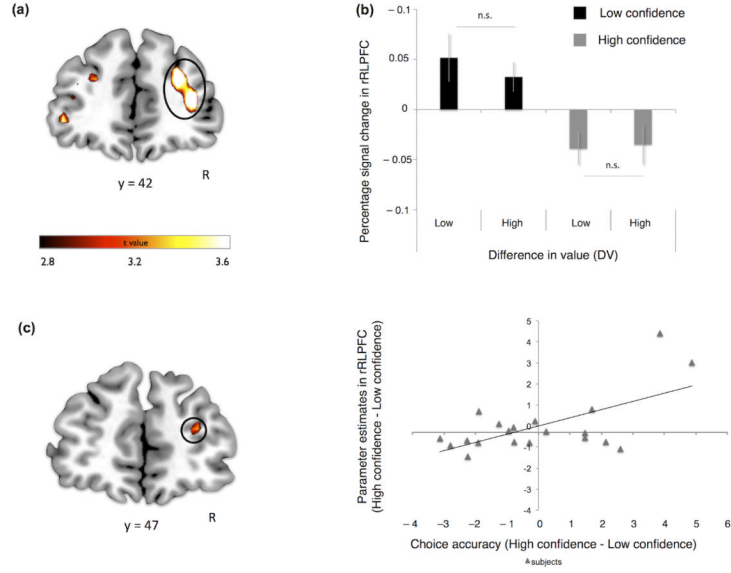 (a)
y = 42
R
t value
2.8
3.2
3.6
(b)
Percentage signal change in rRLPFC
− 0.1
0.05
0
− 0.05
− 0.1
n.s.
n.s.
Low confidence
High confidence
Low
High
Low
High
Difference in value (DV)
(c)
y = 47
R
Parameter estimates in rRLPFC
(High confidence - Low confidence)
5
4
3
2
1
0
−1
−2
−3
−4
− 4
− 3
− 2
− 1
0
1
2
3
4
5
6
Choice accuracy (High confidence - Low confidence)
subjects